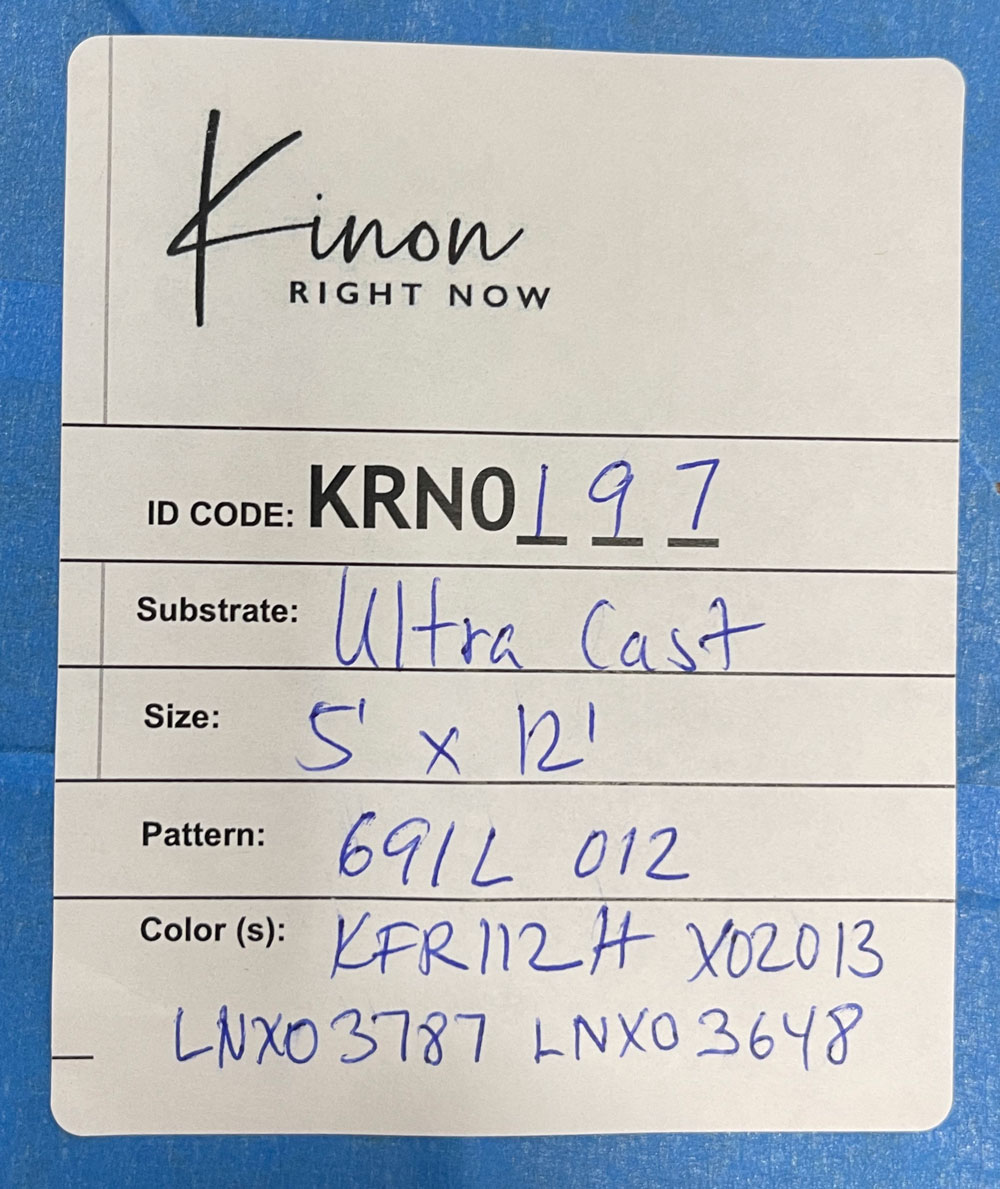 Kinon
RIGHT NOW
ID CODE: KRN0197
Substrate: Ultra Cast
Size: 5' x 12'
Pattern: 691L 012
Color (s): KFR112H X02013
LNX03787 LNX03648